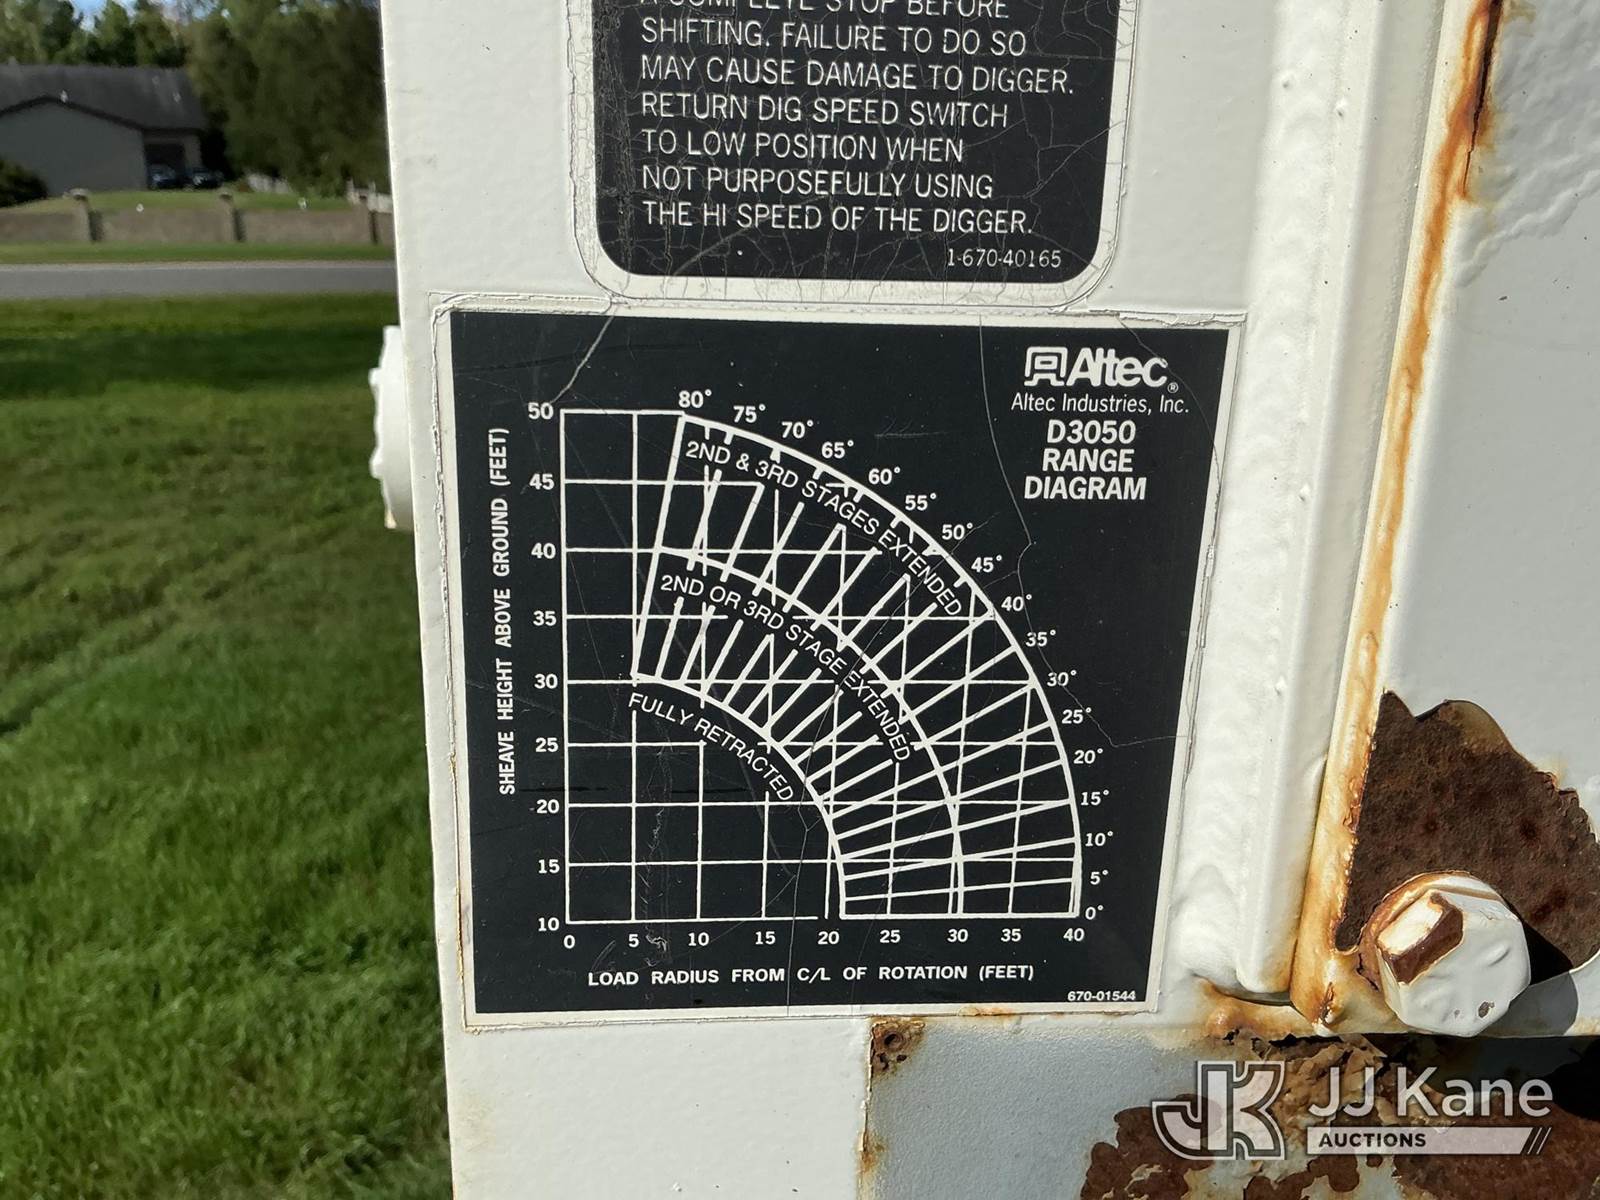 A COMPLETE STOP BEFORE
SHIFTING. FAILURE TO DO SO
MAY CAUSE DAMAGE TO DIGGER.
RETURN DIG SPEED SWITCH
TO LOW POSITION WHEN
NOT PURPOSEFULLY USING
THE HI SPEED OF THE DIGGER.
1-670-40165
Altec®
Altec Industries, Inc.
D3050
RANGE
DIAGRAM
SHEAVE HEIGHT ABOVE GROUND (FEET)
50
45
40
35
30
25
20
15
10
80°
75°
70°
65°
60°
55°
50°
45°
40°
35°
30°
25°
20°
15°
10°
5°
0°
2ND & 3RD STAGES EXTENDED
2ND OR 3RD STAGE EXTENDED
FULLY RETRACTED
0 5 10 15 20 25 30 35 40
LOAD RADIUS FROM C/L OF ROTATION (FEET)
670-01544
JK JJ Kane
AUCTIONS